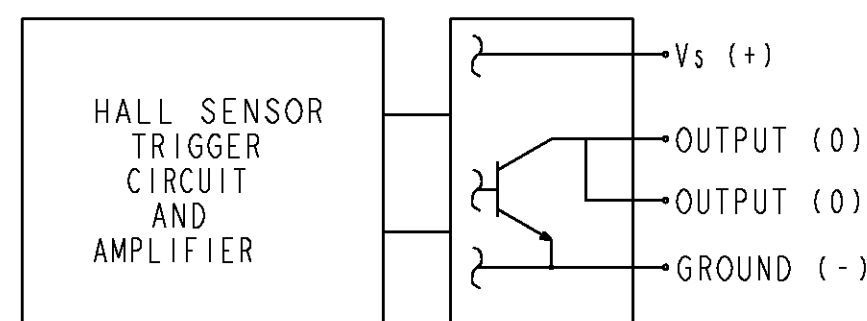 HALL SENSOR
TRIGGER
CIRCUIT
AND
AMPLIFIER
Vs (+)
OUTPUT (0)
OUTPUT (0)
GROUND (-)